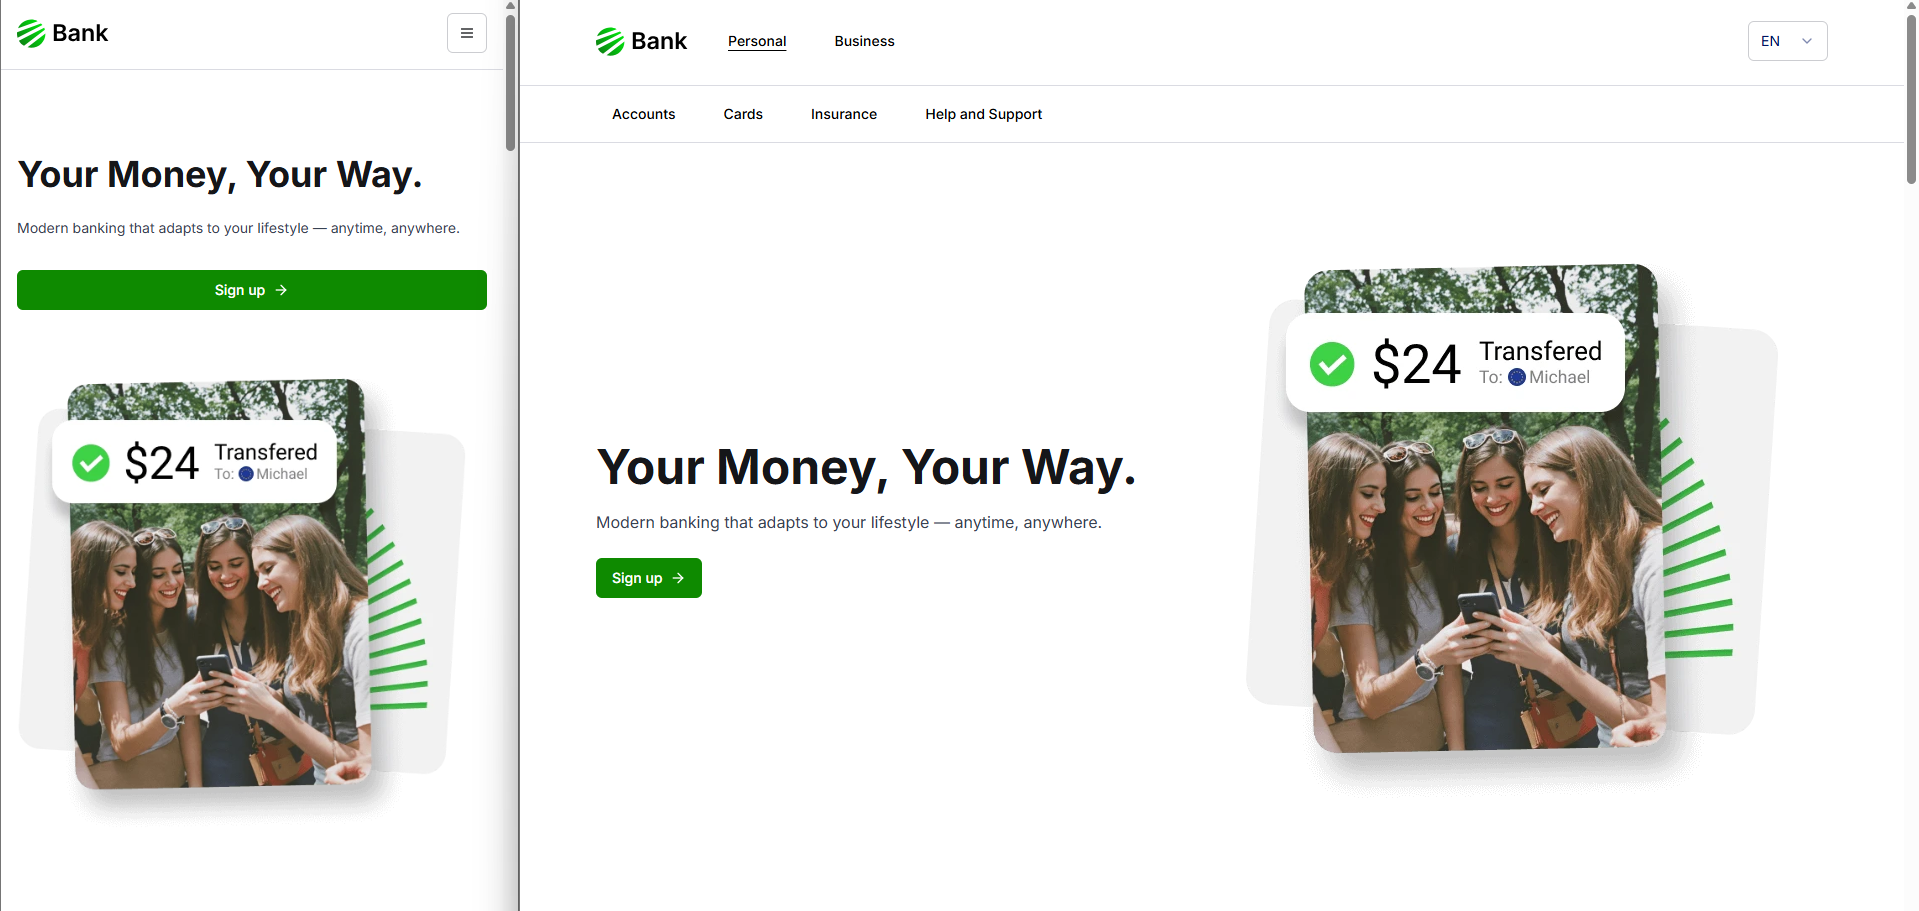 Bank
Your Money, Your Way.
Modern banking that adapts to your lifestyle — anytime, anywhere.
Sign up
$24
Transfered
To: Michael
Bank Personal Business EN
Accounts Cards Insurance Help and Support
Your Money, Your Way.
Modern banking that adapts to your lifestyle — anytime, anywhere.
Sign up
$24
Transfered
To: Michael